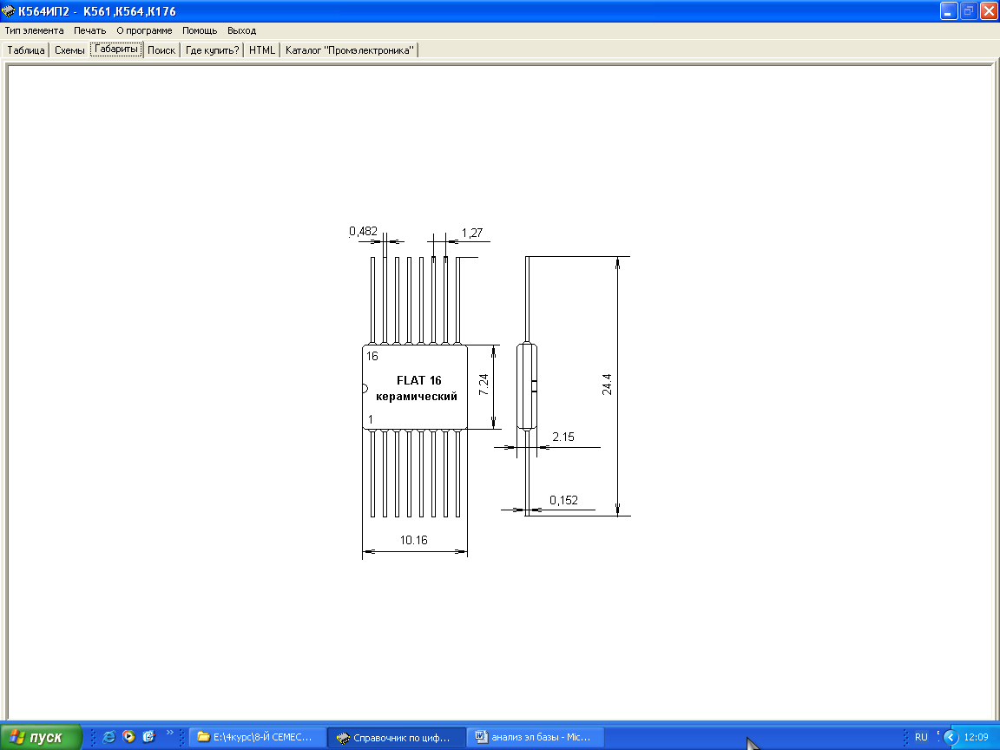 К564ИП2 - К561,К564,К176
Тип элемента Печать О программе Помощь Выход
Таблица Схемы Габариты Поиск Где купить? HTML Каталог "Промэлектроника"
0,482 1,27
16
FLAT 16
керамический
1
7.24
24.4
2.15
0,152
10.16
пуск E:\4курс\8-Й СЕМЕС... Справочник по циф... анализ эл базы - Mic... RU 12:09